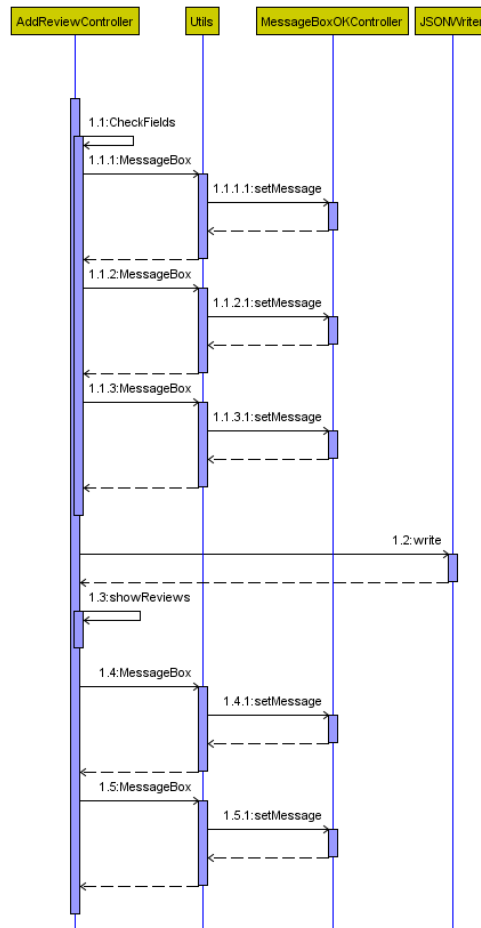 AddReviewController Utils MessageBoxOKController JSONWriter
1.1:CheckFields
1.1.1:MessageBox
1.1.1.1:setMessage
1.1.2:MessageBox
1.1.2.1:setMessage
1.1.3:MessageBox
1.1.3.1:setMessage
1.2:write
1.3:showReviews
1.4:MessageBox
1.4.1:setMessage
1.5:MessageBox
1.5.1:setMessage